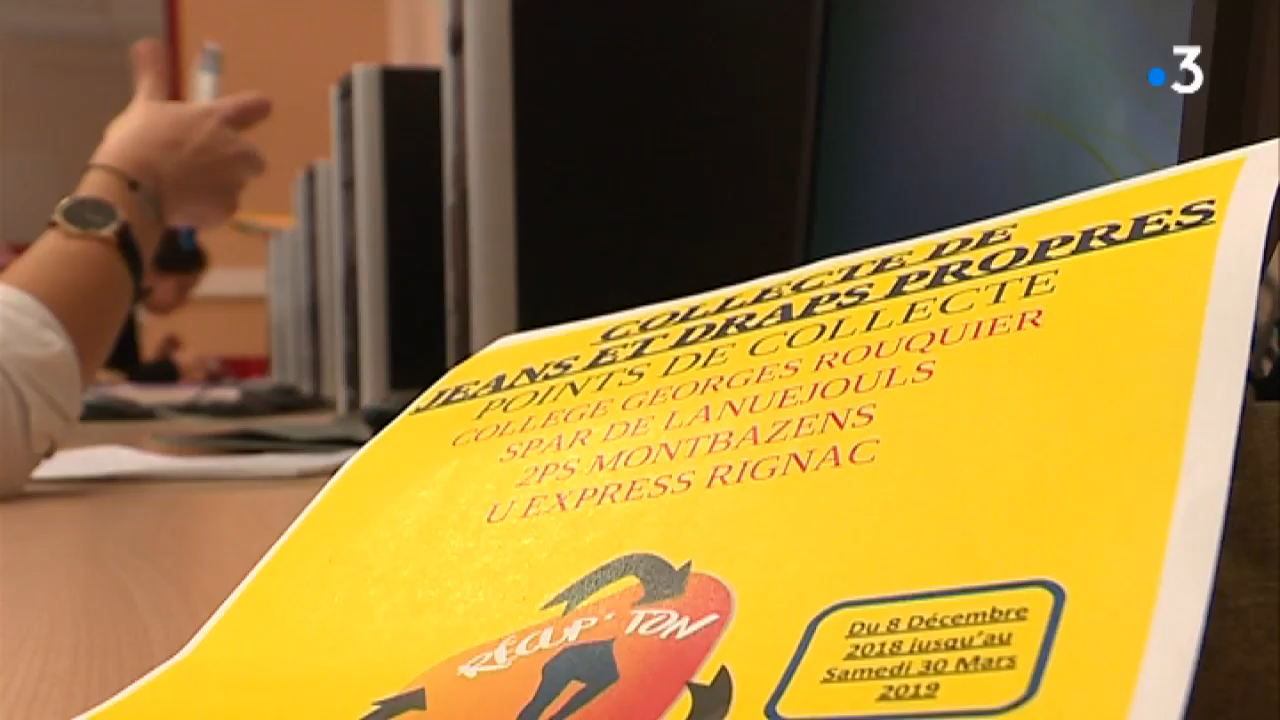 3
COLLECTE DE
JEANS ET DRAPS PROPRES
POINTS DE COLLECTE
COLLEGE GEORGES ROUQUIER
SPAR DE LANUEJOULS
2PS MONTBAZENS
U EXPRESS RIGNAC
RÉCUP' TON
Du 8 Décembre
2018 jusqu'au
Samedi 30 Mars
2019